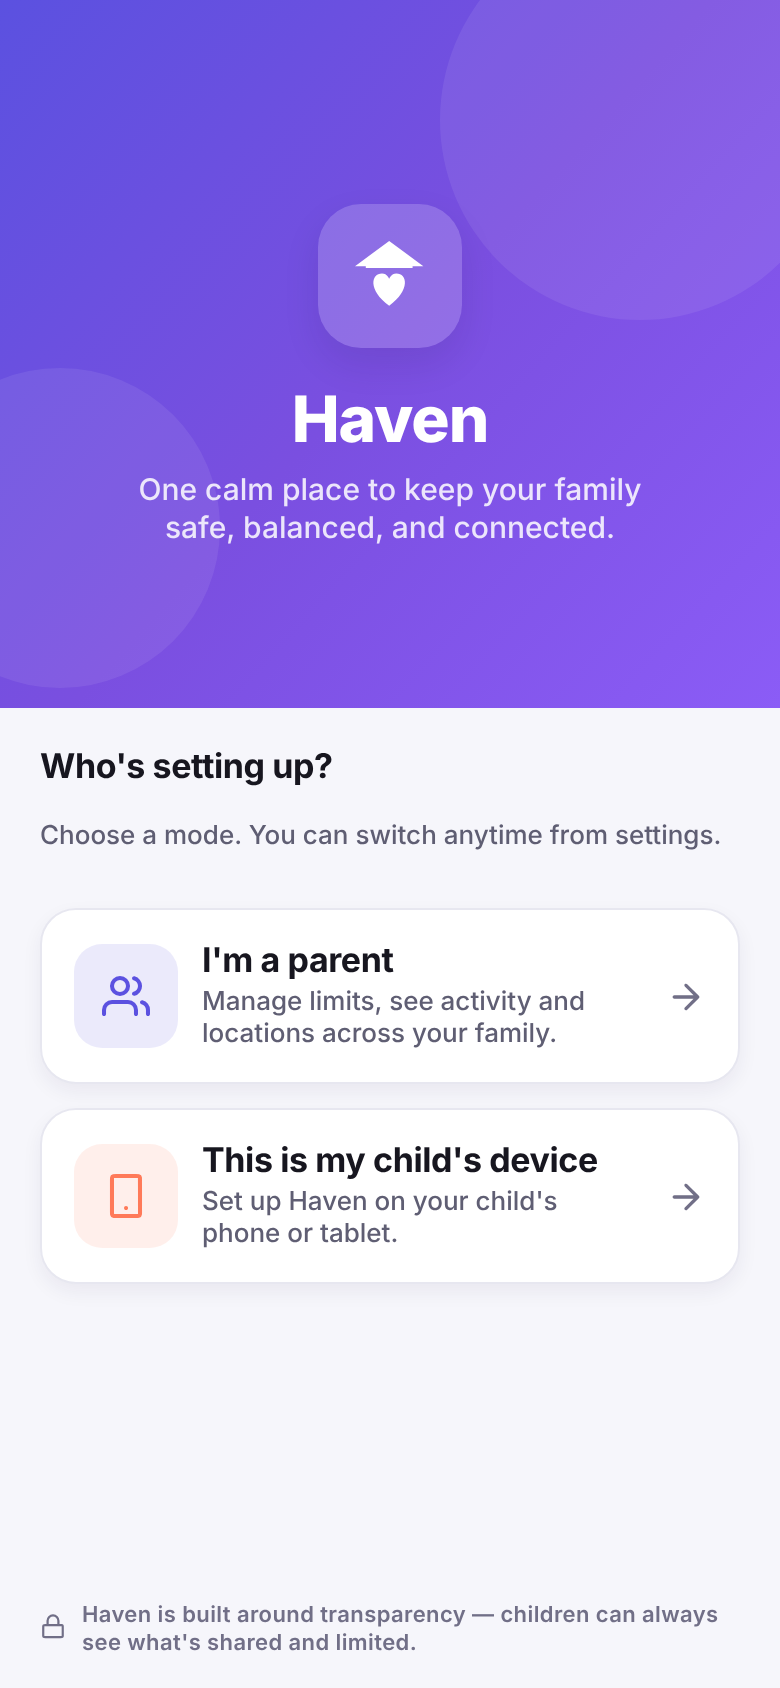 Haven
One calm place to keep your family
safe, balanced, and connected.
Who's setting up?
Choose a mode. You can switch anytime from settings.
I'm a parent
Manage limits, see activity and
locations across your family.
This is my child's device
Set up Haven on your child's
phone or tablet.
Haven is built around transparency — children can always
see what's shared and limited.